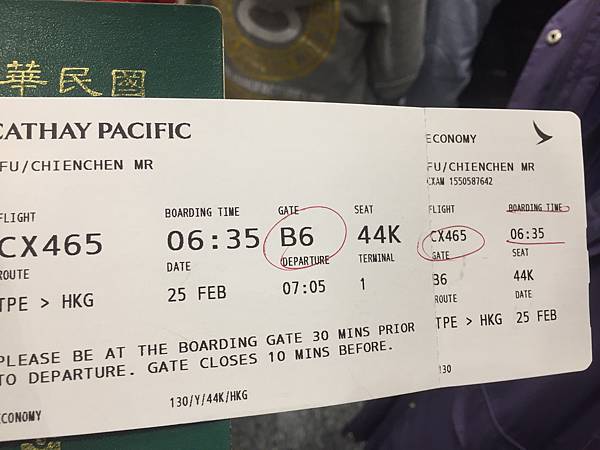 華民國
CATHAY PACIFIC
FU/CHIENCHEN MR
FLIGHT BOARDING TIME GATE SEAT
CX465 06:35 B6 44K
ROUTE DATE DEPARTURE TERMINAL
TPE > HKG 25 FEB 07:05 1
PLEASE BE AT THE BOARDING GATE 30 MINS PRIOR
TO DEPARTURE. GATE CLOSES 10 MINS BEFORE.
ECONOMY 130/Y/44K/HKG
ECONOMY
FU/CHIENCHEN MR
CXAM 1550587642
FLIGHT BOARDING TIME
CX465 06:35
GATE SEAT
B6 44K
ROUTE DATE
TPE > HKG 25 FEB
130